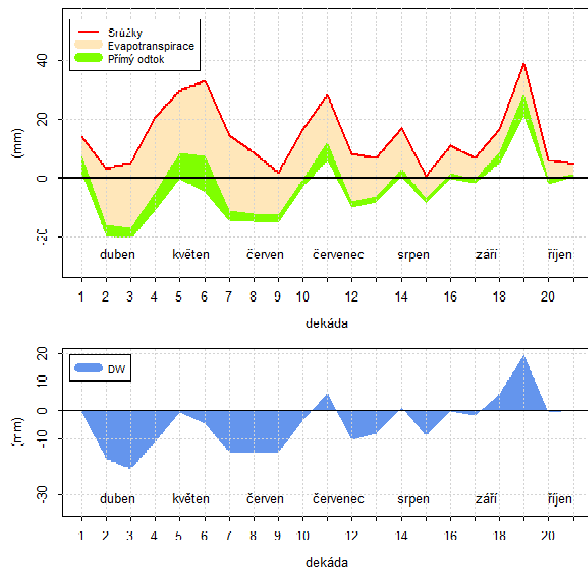 Srůžky
Evapotranspirace
Přímý odtok
(mm)
40
20
0
-20
duben květen červen červenec srpen září říjen
1 2 3 4 5 6 7 8 9 10 12 14 16 18 20
dekáda
DW
(mm)
20
10
0
-10
-30
duben květen červen červenec srpen září říjen
1 2 3 4 5 6 7 8 9 10 12 14 16 18 20
dekáda